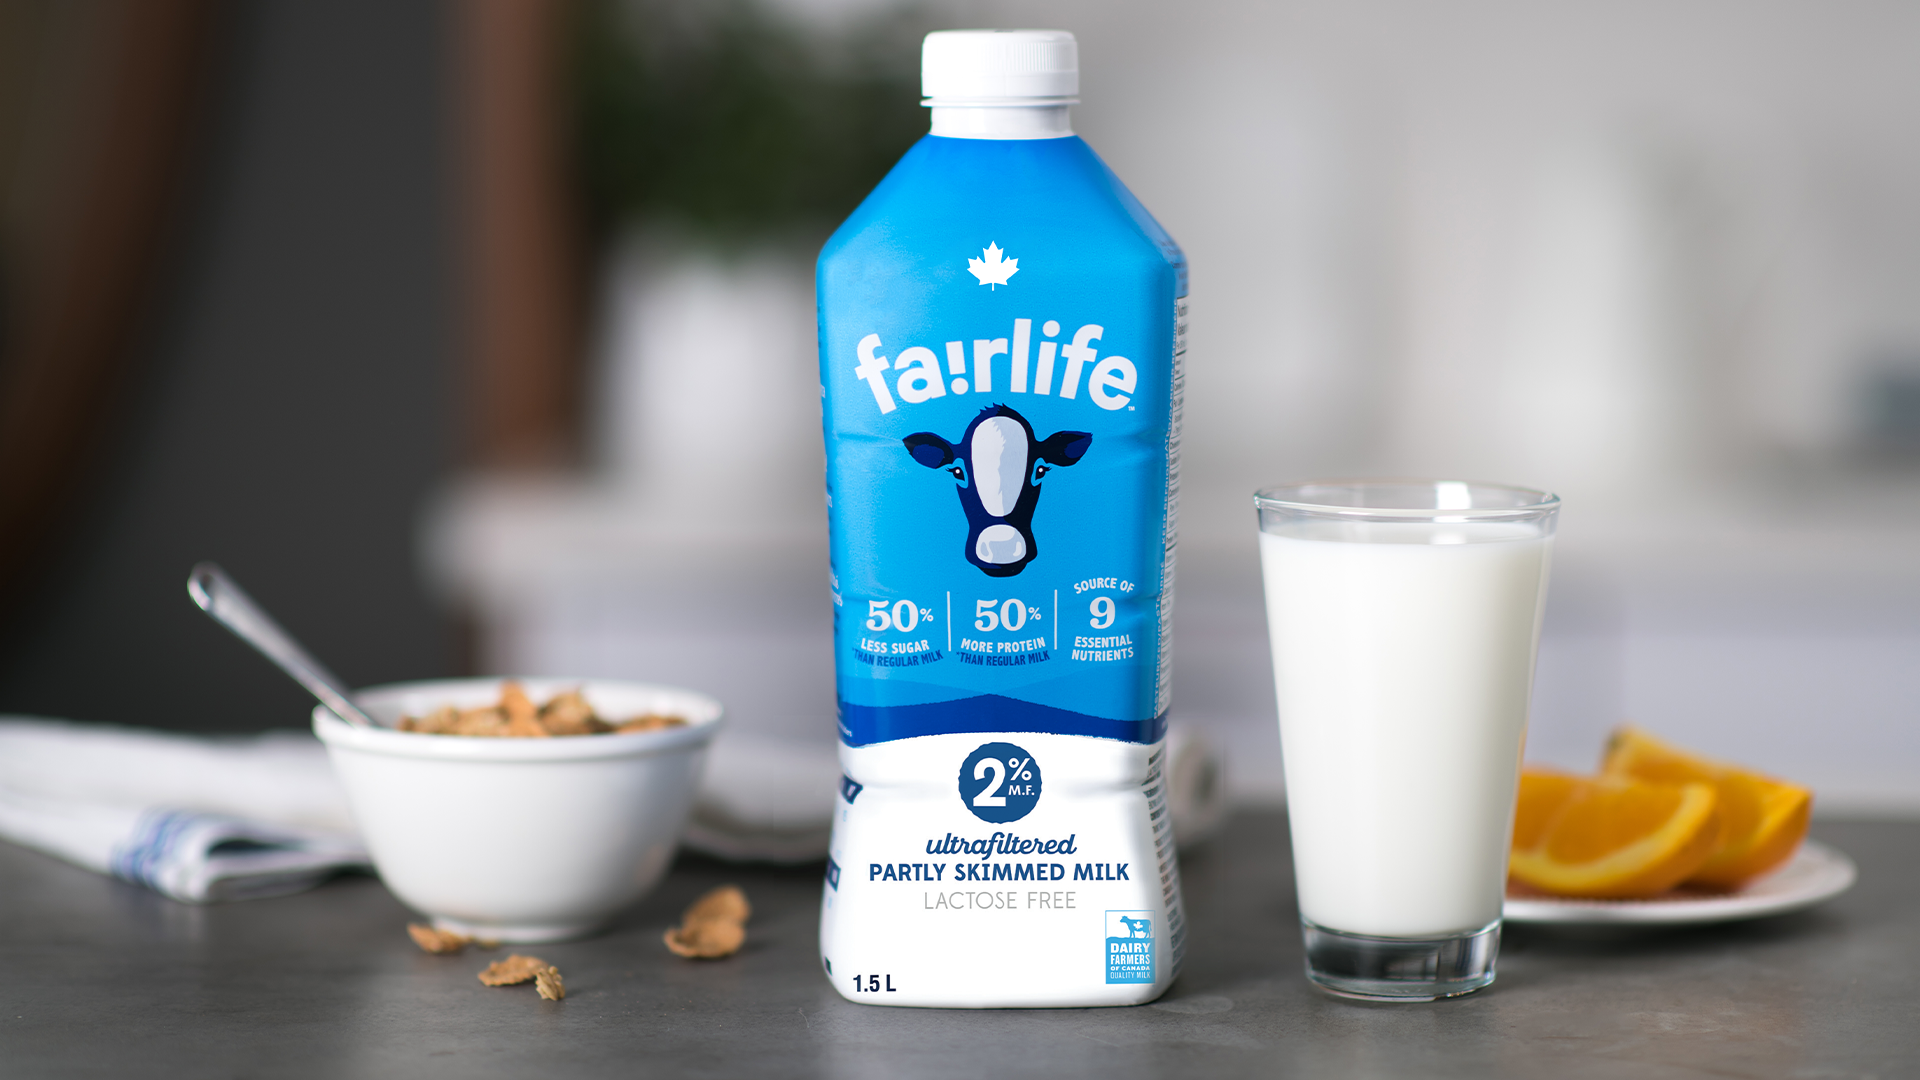 fa!rlife™
50%
LESS SUGAR
*THAN REGULAR MILK
50%
MORE PROTEIN
*THAN REGULAR MILK
SOURCE OF
9
ESSENTIAL
NUTRIENTS
2%
M.F.
ultrafiltered
PARTLY SKIMMED MILK
LACTOSE FREE
DAIRY
FARMERS
OF CANADA
QUALITY MILK
1.5 L